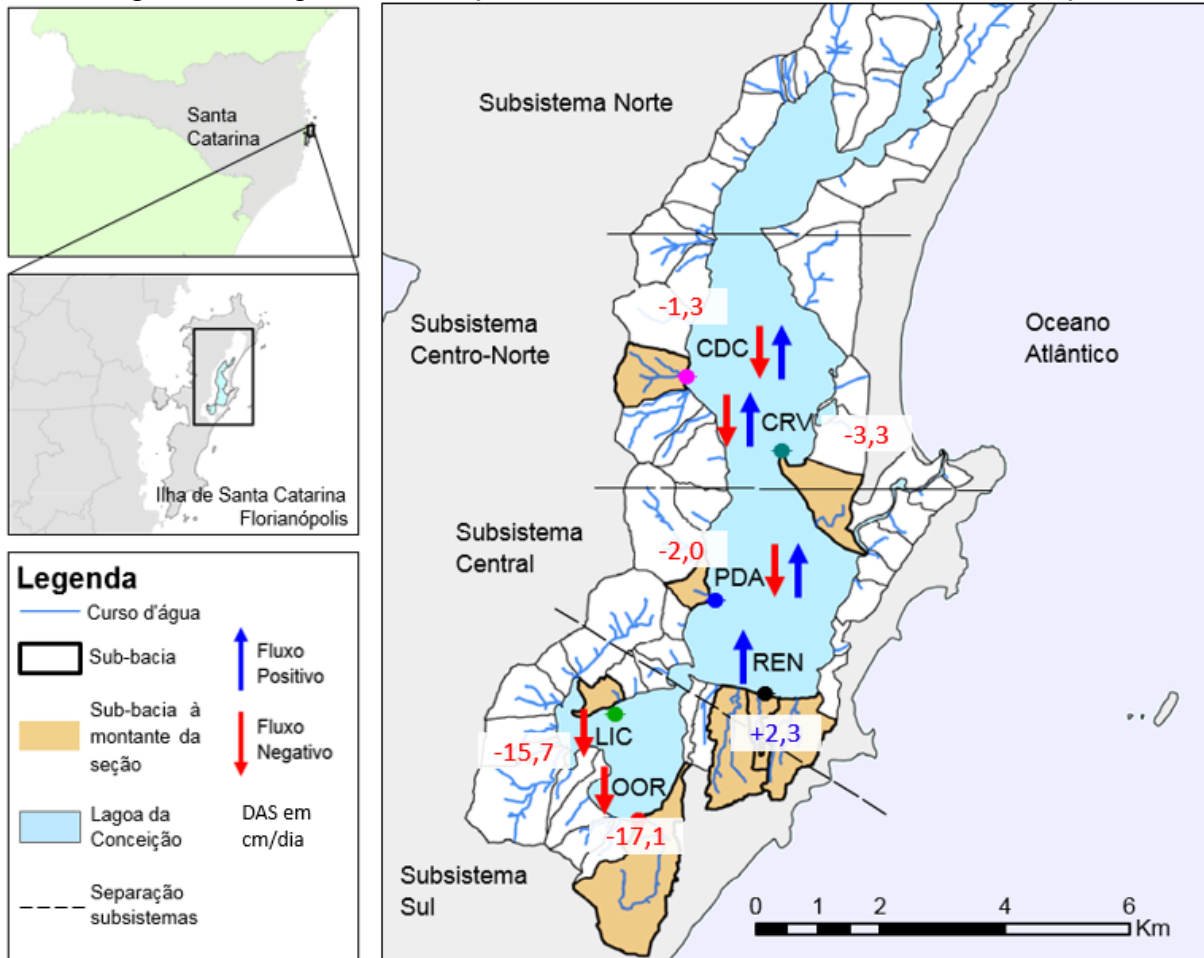 Santa
Catarina
Ilha de Santa Catarina
Florianópolis
Legenda
Curso d'água
Sub-bacia
Sub-bacia à
montante da
seção
Lagoa da
Conceição
Separação
subsistemas
Fluxo
Positivo
Fluxo
Negativo
DAS em
cm/dia
Subsistema Norte
Subsistema
Centro-Norte
-1,3
CDC
CRV
-3,3
Oceano
Atlântico
Subsistema
Central
-2,0
PDA
REN
+2,3
-15,7
LIC
OOR
-17,1
Subsistema
Sul
0 1 2 4 6
Km